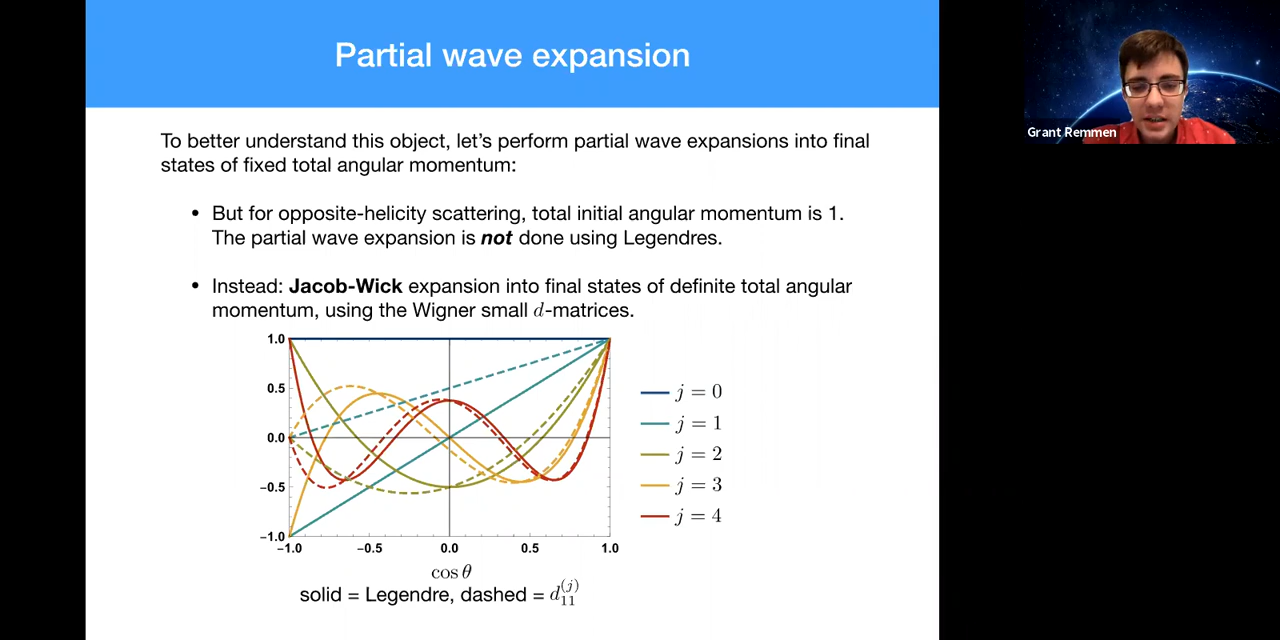 Partial wave expansion
Grant Remmen
To better understand this object, let's perform partial wave expansions into final
states of fixed total angular momentum:
• But for opposite-helicity scattering, total initial angular momentum is 1.
The partial wave expansion is not done using Legendres.
• Instead: Jacob-Wick expansion into final states of definite total angular
momentum, using the Wigner small d-matrices.
1.0
0.5
0.0
−0.5
−1.0
−1.0 −0.5 0.0 0.5 1.0
cos θ
j = 0
j = 1
j = 2
j = 3
j = 4
solid = Legendre, dashed = d_{11}^{(j)}